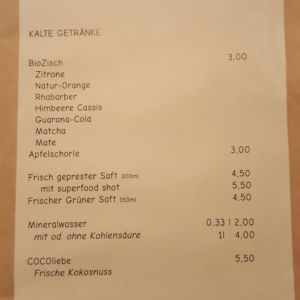 KALTE GETRÄNKE
BioZisch 3,00
Zitrone
Natur-Orange
Rhabarber
Himbeere Cassis
Guarana-Cola
Matcha
Mate
Apfelschorle 3,00
Frisch gepresster Saft 300ml 4,50
mit superfood shot 5,50
Frischer Grüner Saft 150ml 4,50
Mineralwasser 0,33 l 2,00
mit od. ohne Kohlensäure 1l 4,00
COCOliebe 5,50
Frische Kokosnuss